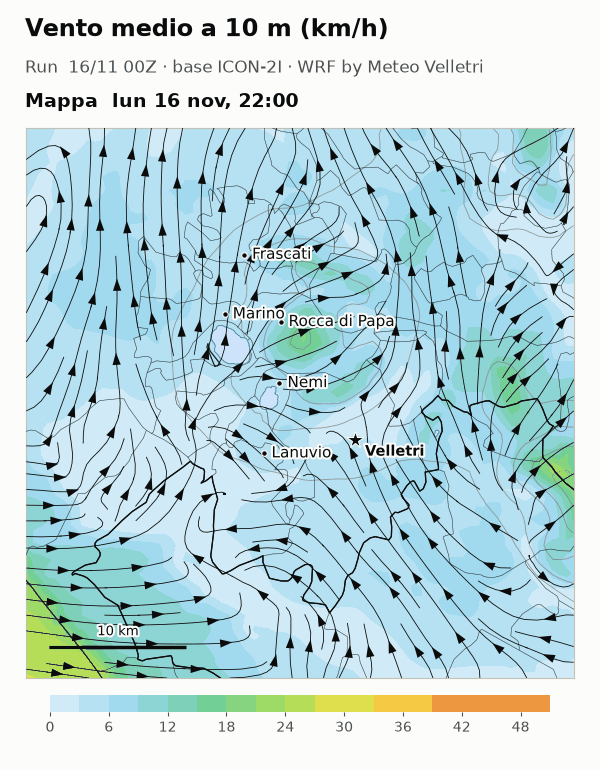 Vento medio a 10 m (km/h)
Run  16/11 00Z · base ICON-2I · WRF by Meteo Velletri
Mappa  lun 16 nov, 22:00
Frascati
Marino
Rocca di Papa
Nemi
Lanuvio
Velletri
10 km
0 6 12 18 24 30 36 42 48